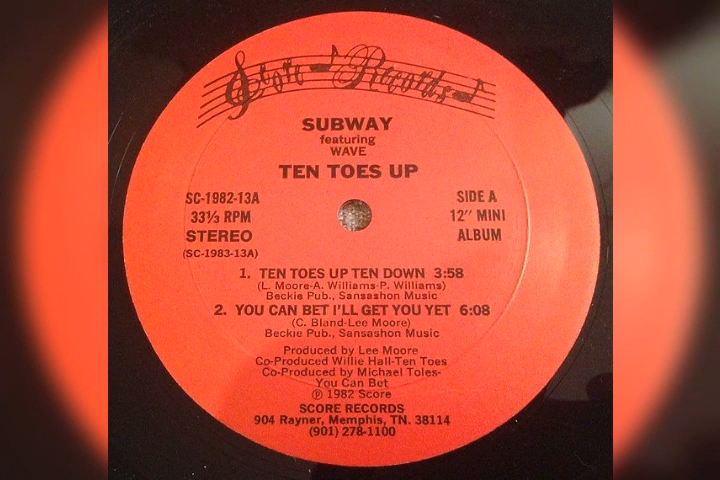 Score Records
SUBWAY
featuring
WAVE
TEN TOES UP
SC-1982-13A
33⅓ RPM
STEREO
(SC-1983-13A)
SIDE A
12″ MINI
ALBUM
1. TEN TOES UP TEN DOWN 3:58
(L. Moore-A. Williams-P. Williams)
Beckie Pub., Sansashon Music
2. YOU CAN BET I'LL GET YOU YET 6:08
(C. Bland-Lee Moore)
Beckie Pub., Sansashon Music
Produced by Lee Moore
Co-Produced Willie Hall-Ten Toes
Co-Produced by Michael Toles-
You Can Bet
℗ 1982 Score
SCORE RECORDS
904 Rayner, Memphis, TN. 38114
(901) 278-1100